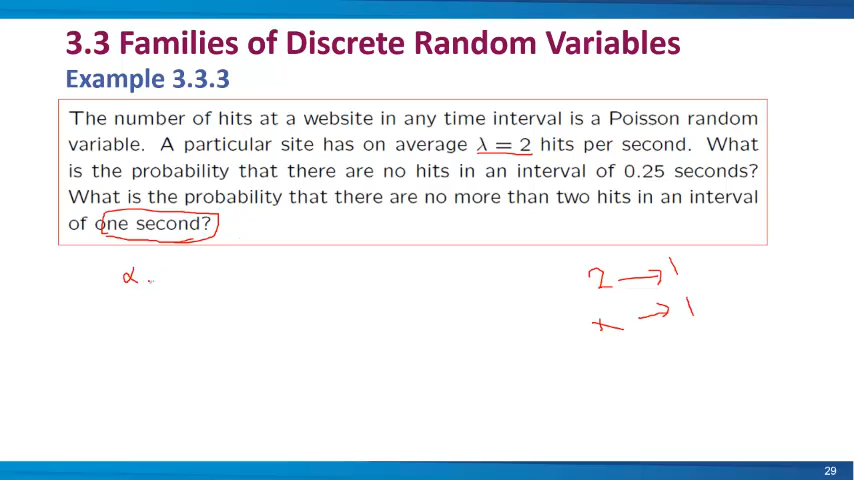 3.3 Families of Discrete Random Variables
Example 3.3.3
The number of hits at a website in any time interval is a Poisson random
variable. A particular site has on average λ = 2 hits per second. What
is the probability that there are no hits in an interval of 0.25 seconds?
What is the probability that there are no more than two hits in an interval
of one second?
α
2 → 1
x → 1
29